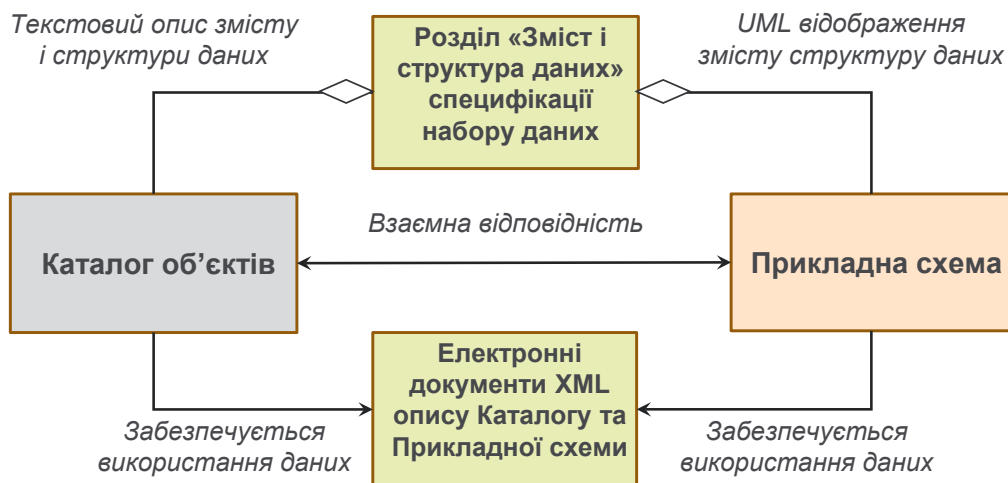 Текстовий опис змісту
і структури даних
Розділ «Зміст і
структура даних»
специфікації
набору даних
UML відображення
змісту структуру даних
Каталог об’єктів
Взаємна відповідність
Прикладна схема
Електронні
документи XML
опису Каталогу та
Прикладної схеми
Забезпечується
використання даних
Забезпечується
використання даних